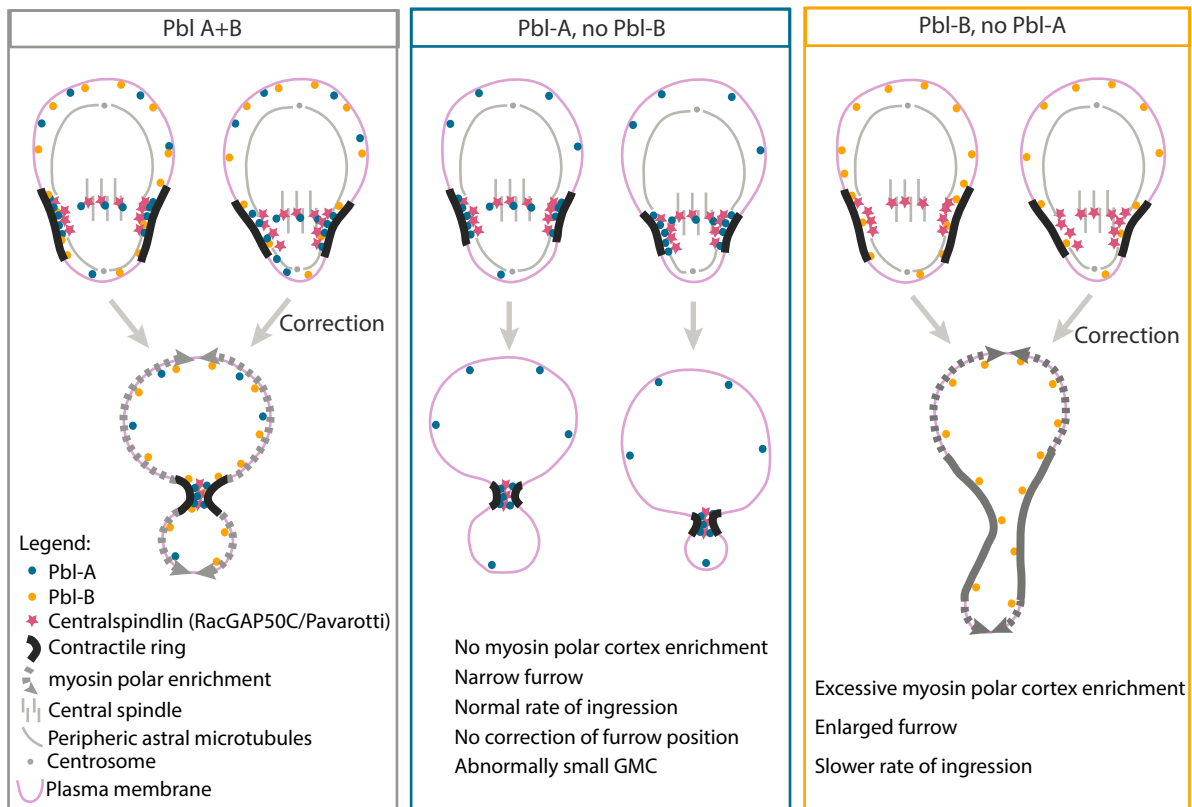 Pbl A+B
Correction
Legend:
Pbl-A
Pbl-B
Centralspindlin (RacGAP50C/Pavarotti)
Contractile ring
myosin polar enrichment
Central spindle
Peripheric astral microtubules
Centrosome
Plasma membrane
Pbl-A, no Pbl-B
No myosin polar cortex enrichment
Narrow furrow
Normal rate of ingression
No correction of furrow position
Abnormally small GMC
Pbl-B, no Pbl-A
Correction
Excessive myosin polar cortex enrichment
Enlarged furrow
Slower rate of ingression